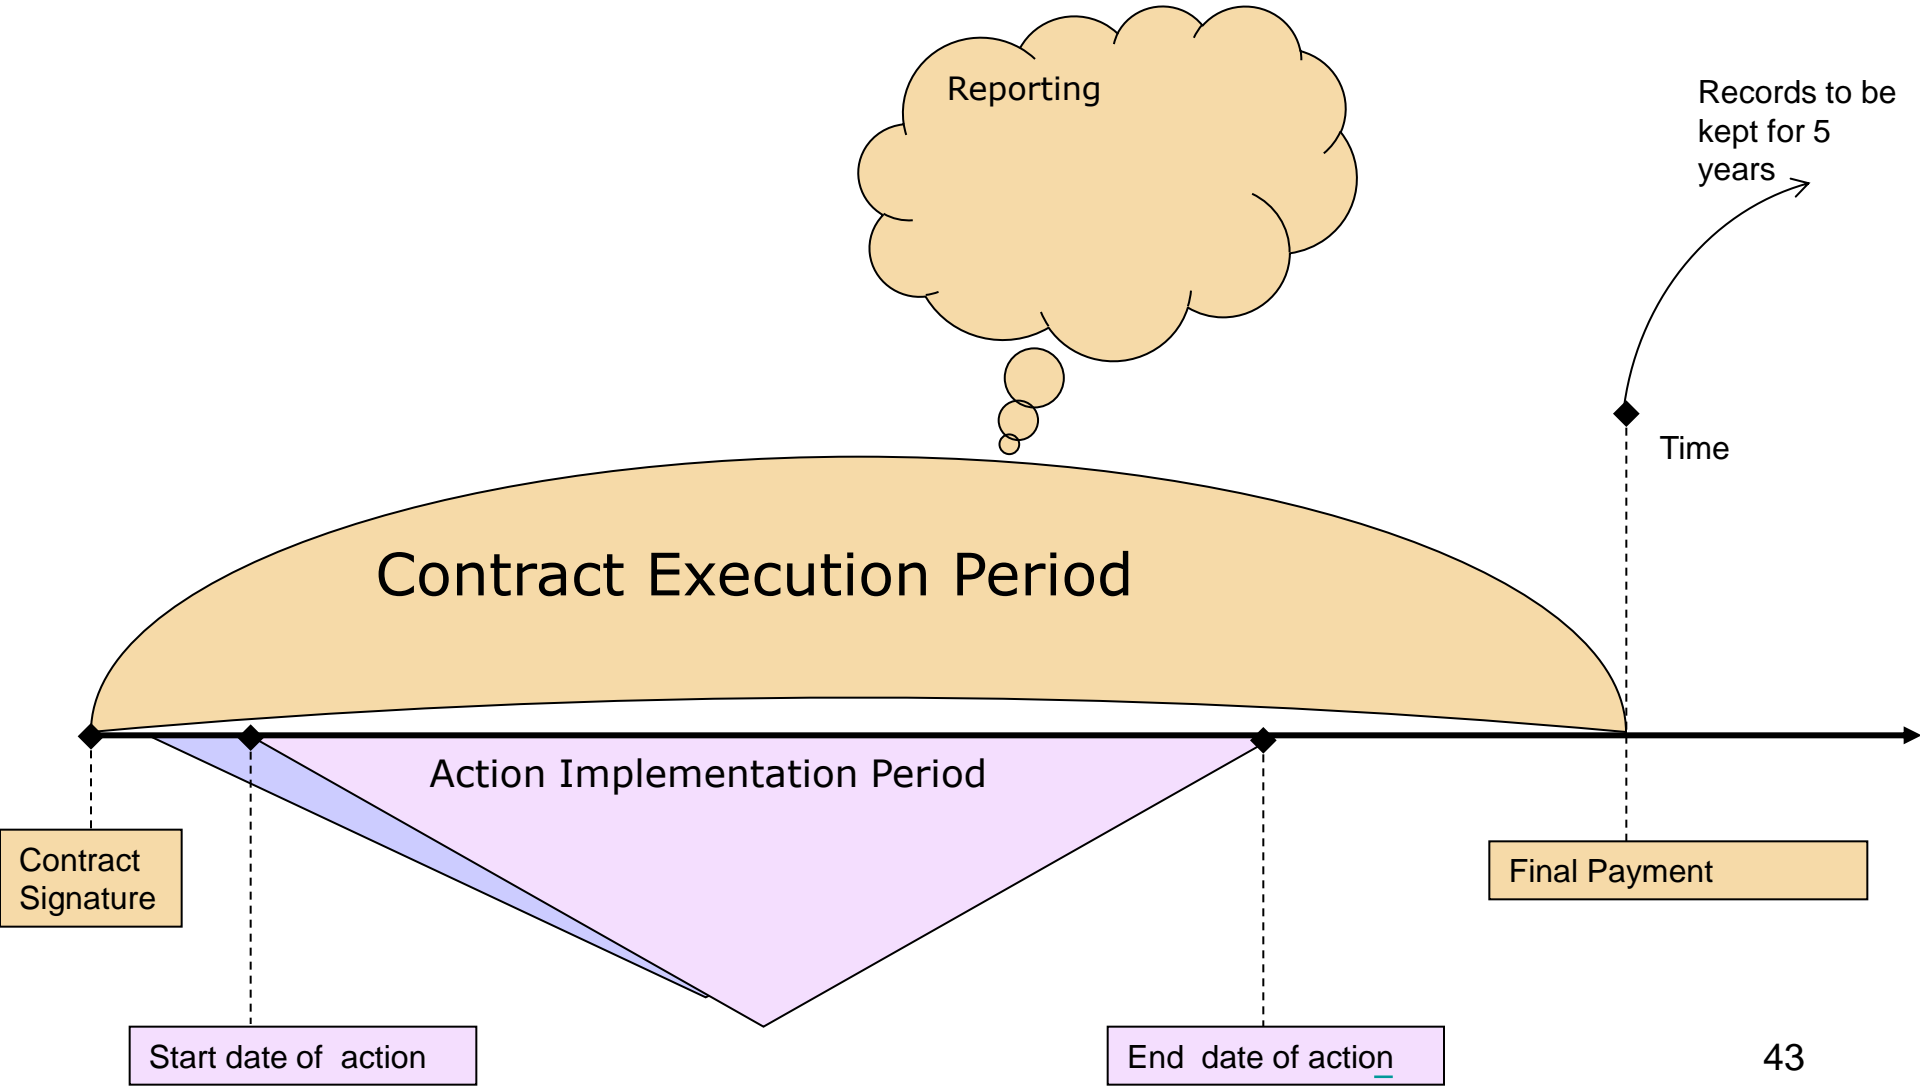 Reporting
Records to be
kept for 5
years
Time
Contract Execution Period
Action Implementation Period
Contract
Signature
Final Payment
Start date of  action
End  date of action
43